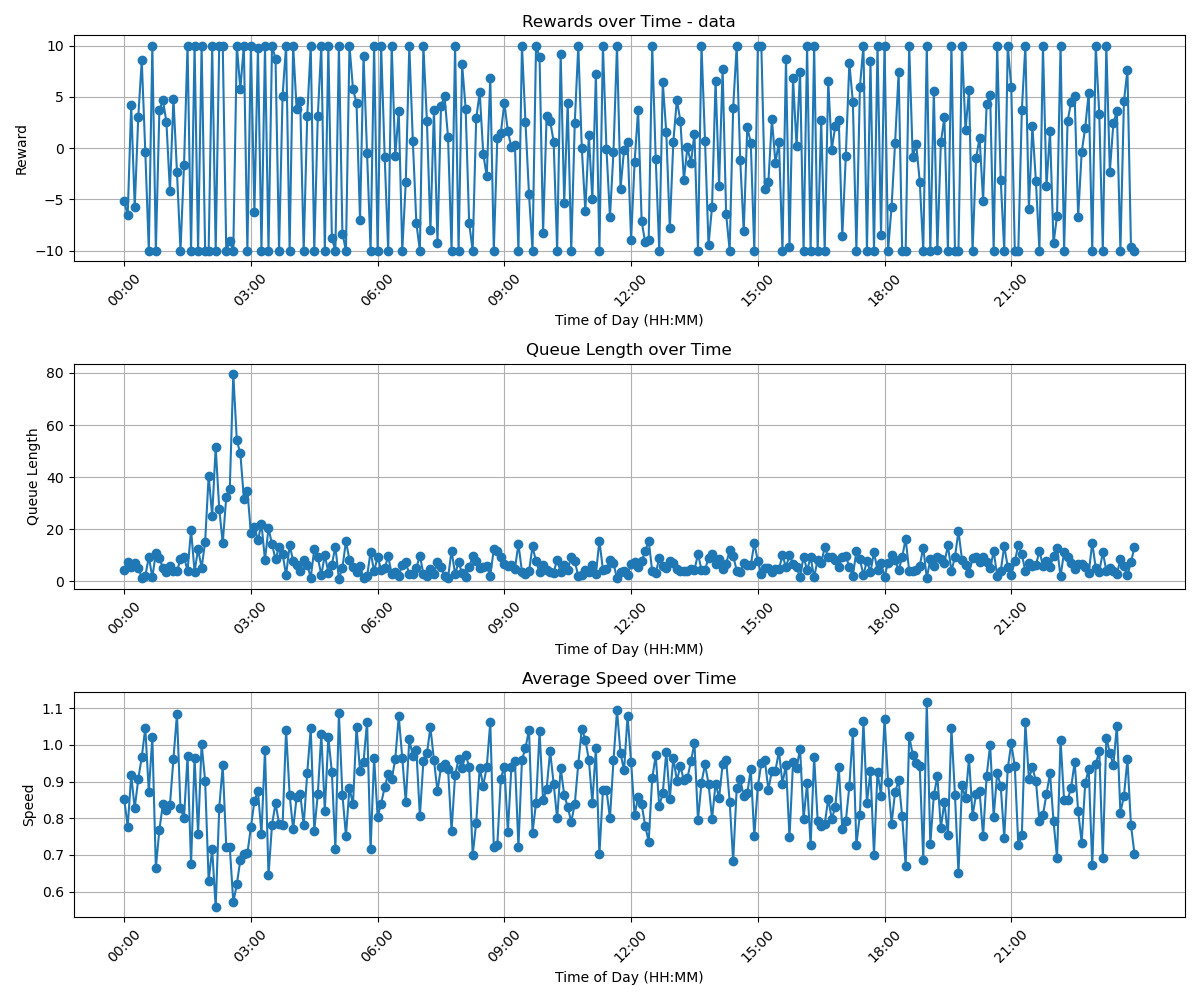 Rewards over Time - data
10
5
0
−5
−10
Reward
00:00 03:00 06:00 09:00 12:00 15:00 18:00 21:00
Time of Day (HH:MM)
Queue Length over Time
80
60
40
20
0
Queue Length
00:00 03:00 06:00 09:00 12:00 15:00 18:00 21:00
Time of Day (HH:MM)
Average Speed over Time
1.1
1.0
0.9
0.8
0.7
0.6
Speed
00:00 03:00 06:00 09:00 12:00 15:00 18:00 21:00
Time of Day (HH:MM)